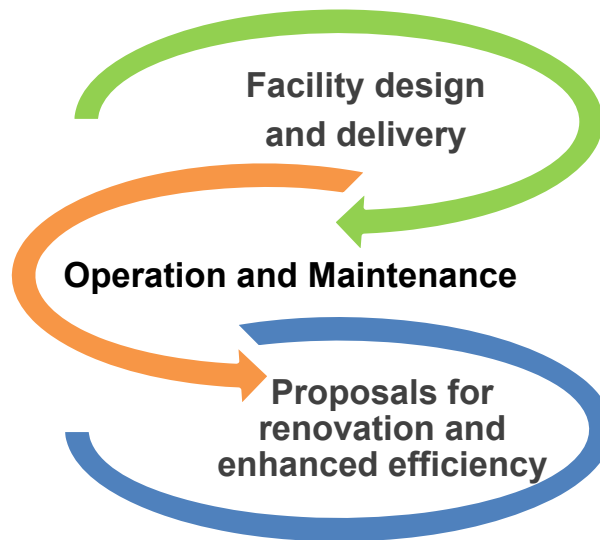 Facility design
and delivery
Operation and Maintenance
Proposals for
renovation and
enhanced efficiency